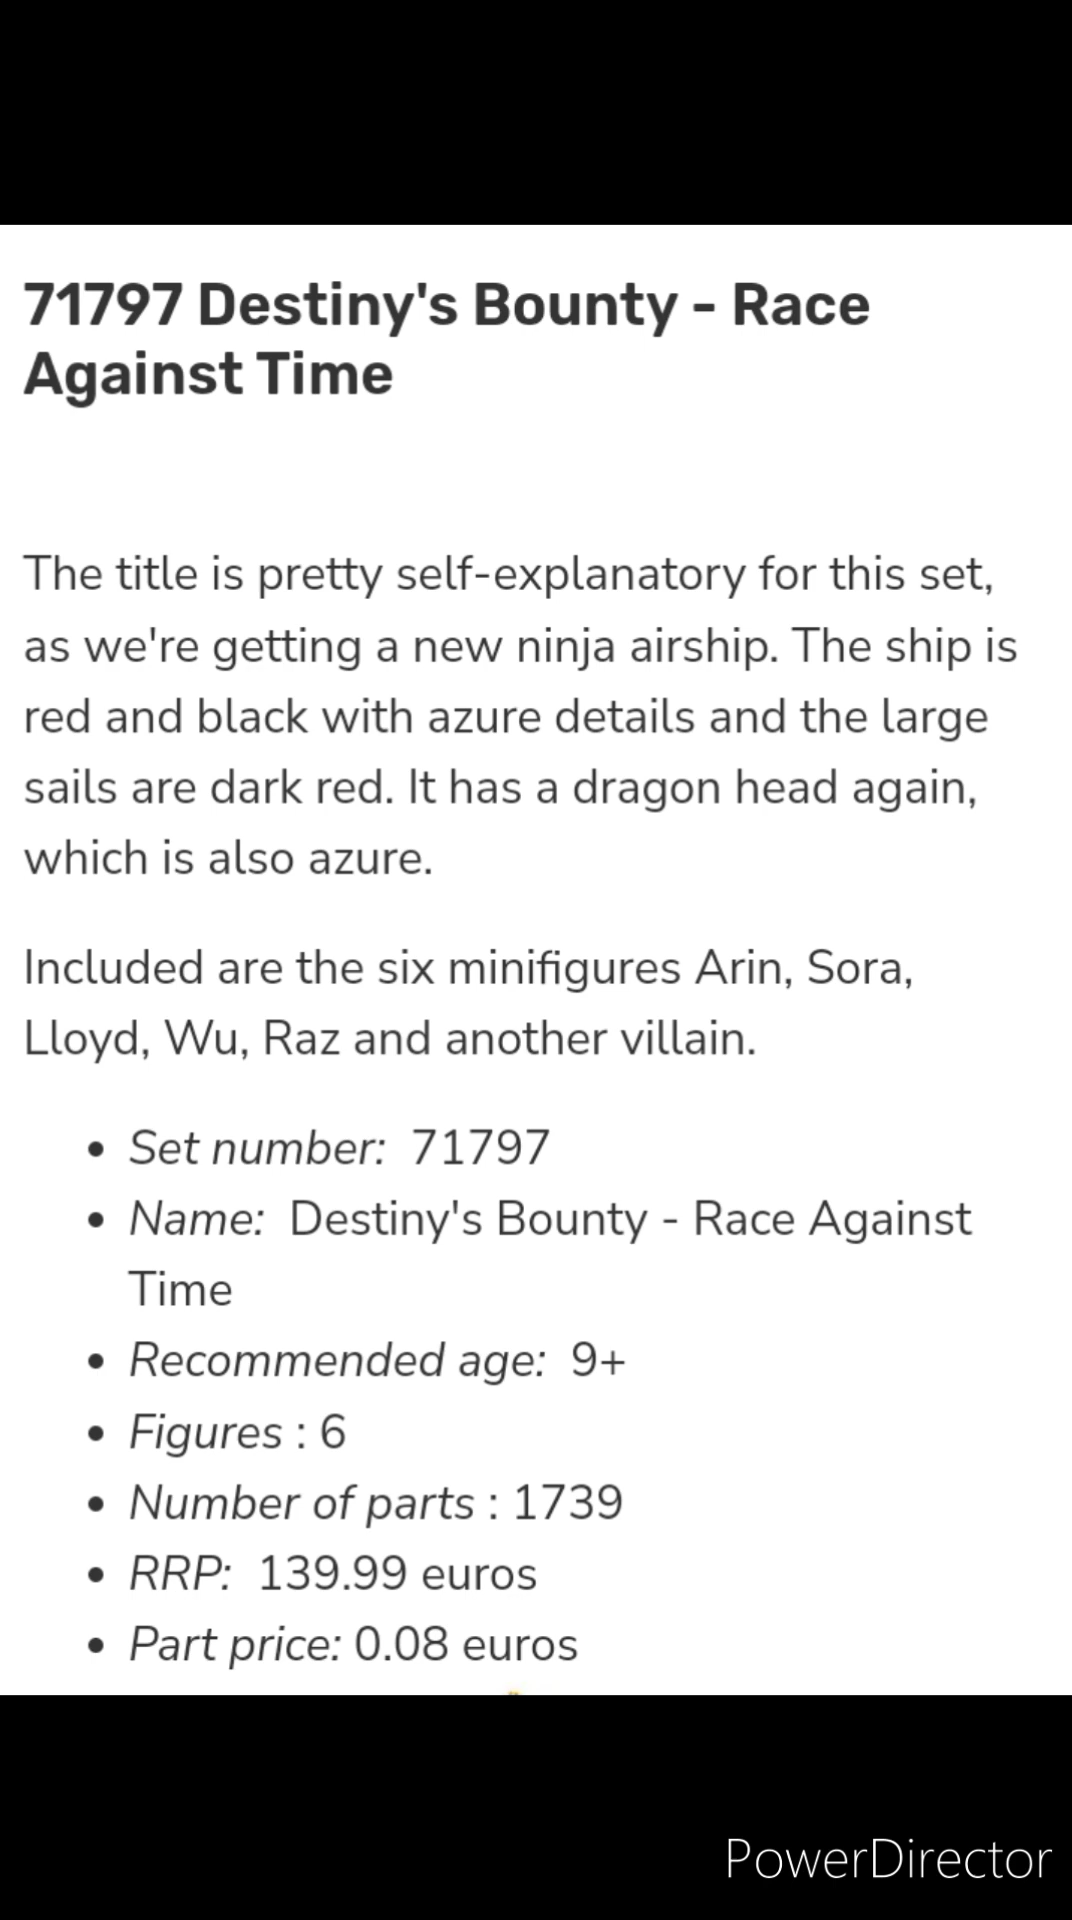 71797 Destiny's Bounty - Race
Against Time
The title is pretty self-explanatory for this set,
as we're getting a new ninja airship. The ship is
red and black with azure details and the large
sails are dark red. It has a dragon head again,
which is also azure.
Included are the six minifigures Arin, Sora,
Lloyd, Wu, Raz and another villain.
• Set number: 71797
• Name: Destiny's Bounty - Race Against
Time
• Recommended age: 9+
• Figures : 6
• Number of parts : 1739
• RRP: 139.99 euros
• Part price: 0.08 euros
PowerDirector